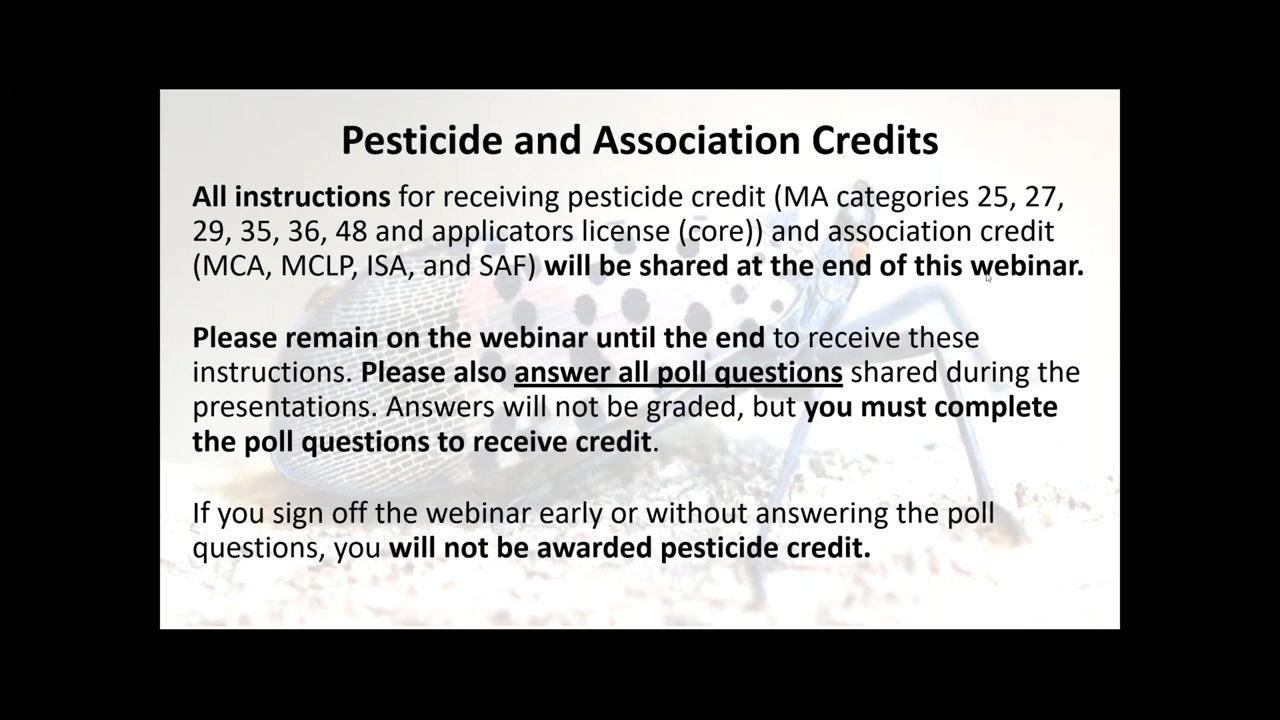 Pesticide and Association Credits
All instructions for receiving pesticide credit (MA categories 25, 27,
29, 35, 36, 48 and applicators license (core)) and association credit
(MCA, MCLP, ISA, and SAF) will be shared at the end of this webinar.
Please remain on the webinar until the end to receive these
instructions. Please also answer all poll questions shared during the
presentations. Answers will not be graded, but you must complete
the poll questions to receive credit.
If you sign off the webinar early or without answering the poll
questions, you will not be awarded pesticide credit.